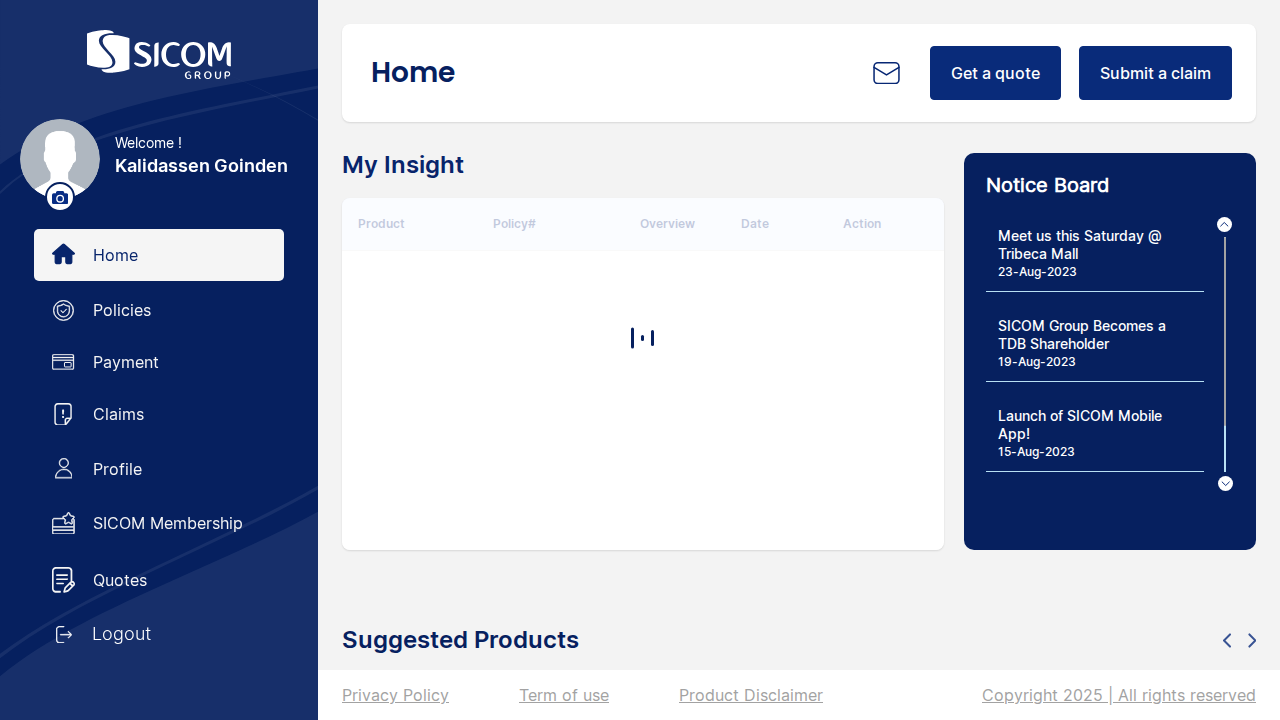 SICOM
GROUP
Welcome !
Kalidassen Goinden
Home
Policies
Payment
Claims
Profile
SICOM Membership
Quotes
Logout
Home
Get a quote
Submit a claim
My Insight
Product Policy# Overview Date Action
Notice Board
Meet us this Saturday @
Tribeca Mall
23-Aug-2023
SICOM Group Becomes a
TDB Shareholder
19-Aug-2023
Launch of SICOM Mobile
App!
15-Aug-2023
Suggested Products
Privacy Policy Term of use Product Disclaimer Copyright 2025 | All rights reserved